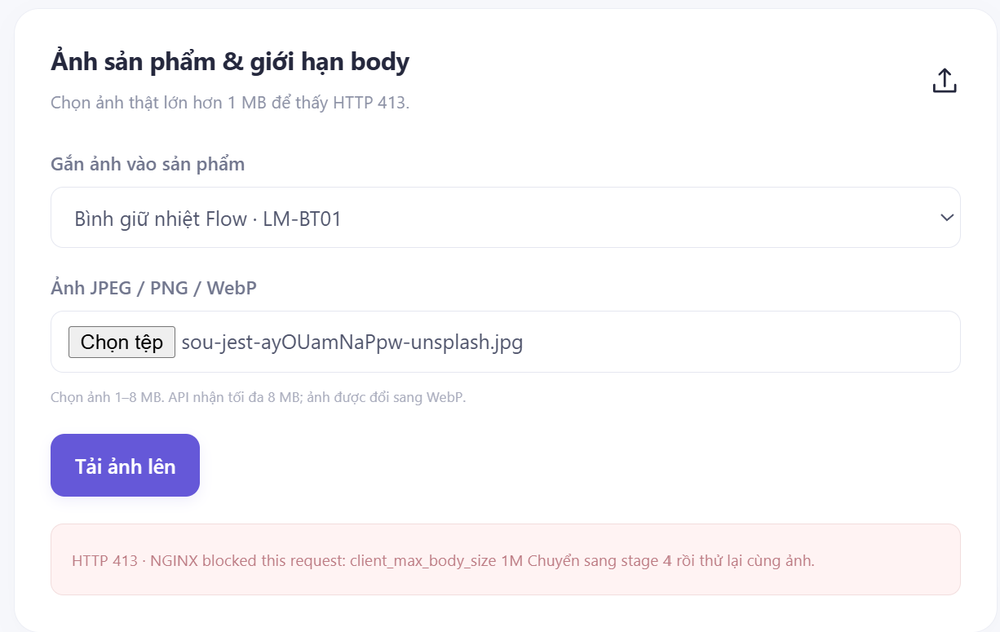 Ảnh sản phẩm & giới hạn body
Chọn ảnh thật lớn hơn 1 MB để thấy HTTP 413.
Gắn ảnh vào sản phẩm
Bình giữ nhiệt Flow · LM-BT01
Ảnh JPEG / PNG / WebP
Chọn tệp sou-jest-ayOUamNaPpw-unsplash.jpg
Chọn ảnh 1–8 MB. API nhận tối đa 8 MB; ảnh được đổi sang WebP.
Tải ảnh lên
HTTP 413 · NGINX blocked this request: client_max_body_size 1M Chuyển sang stage 4 rồi thử lại cùng ảnh.